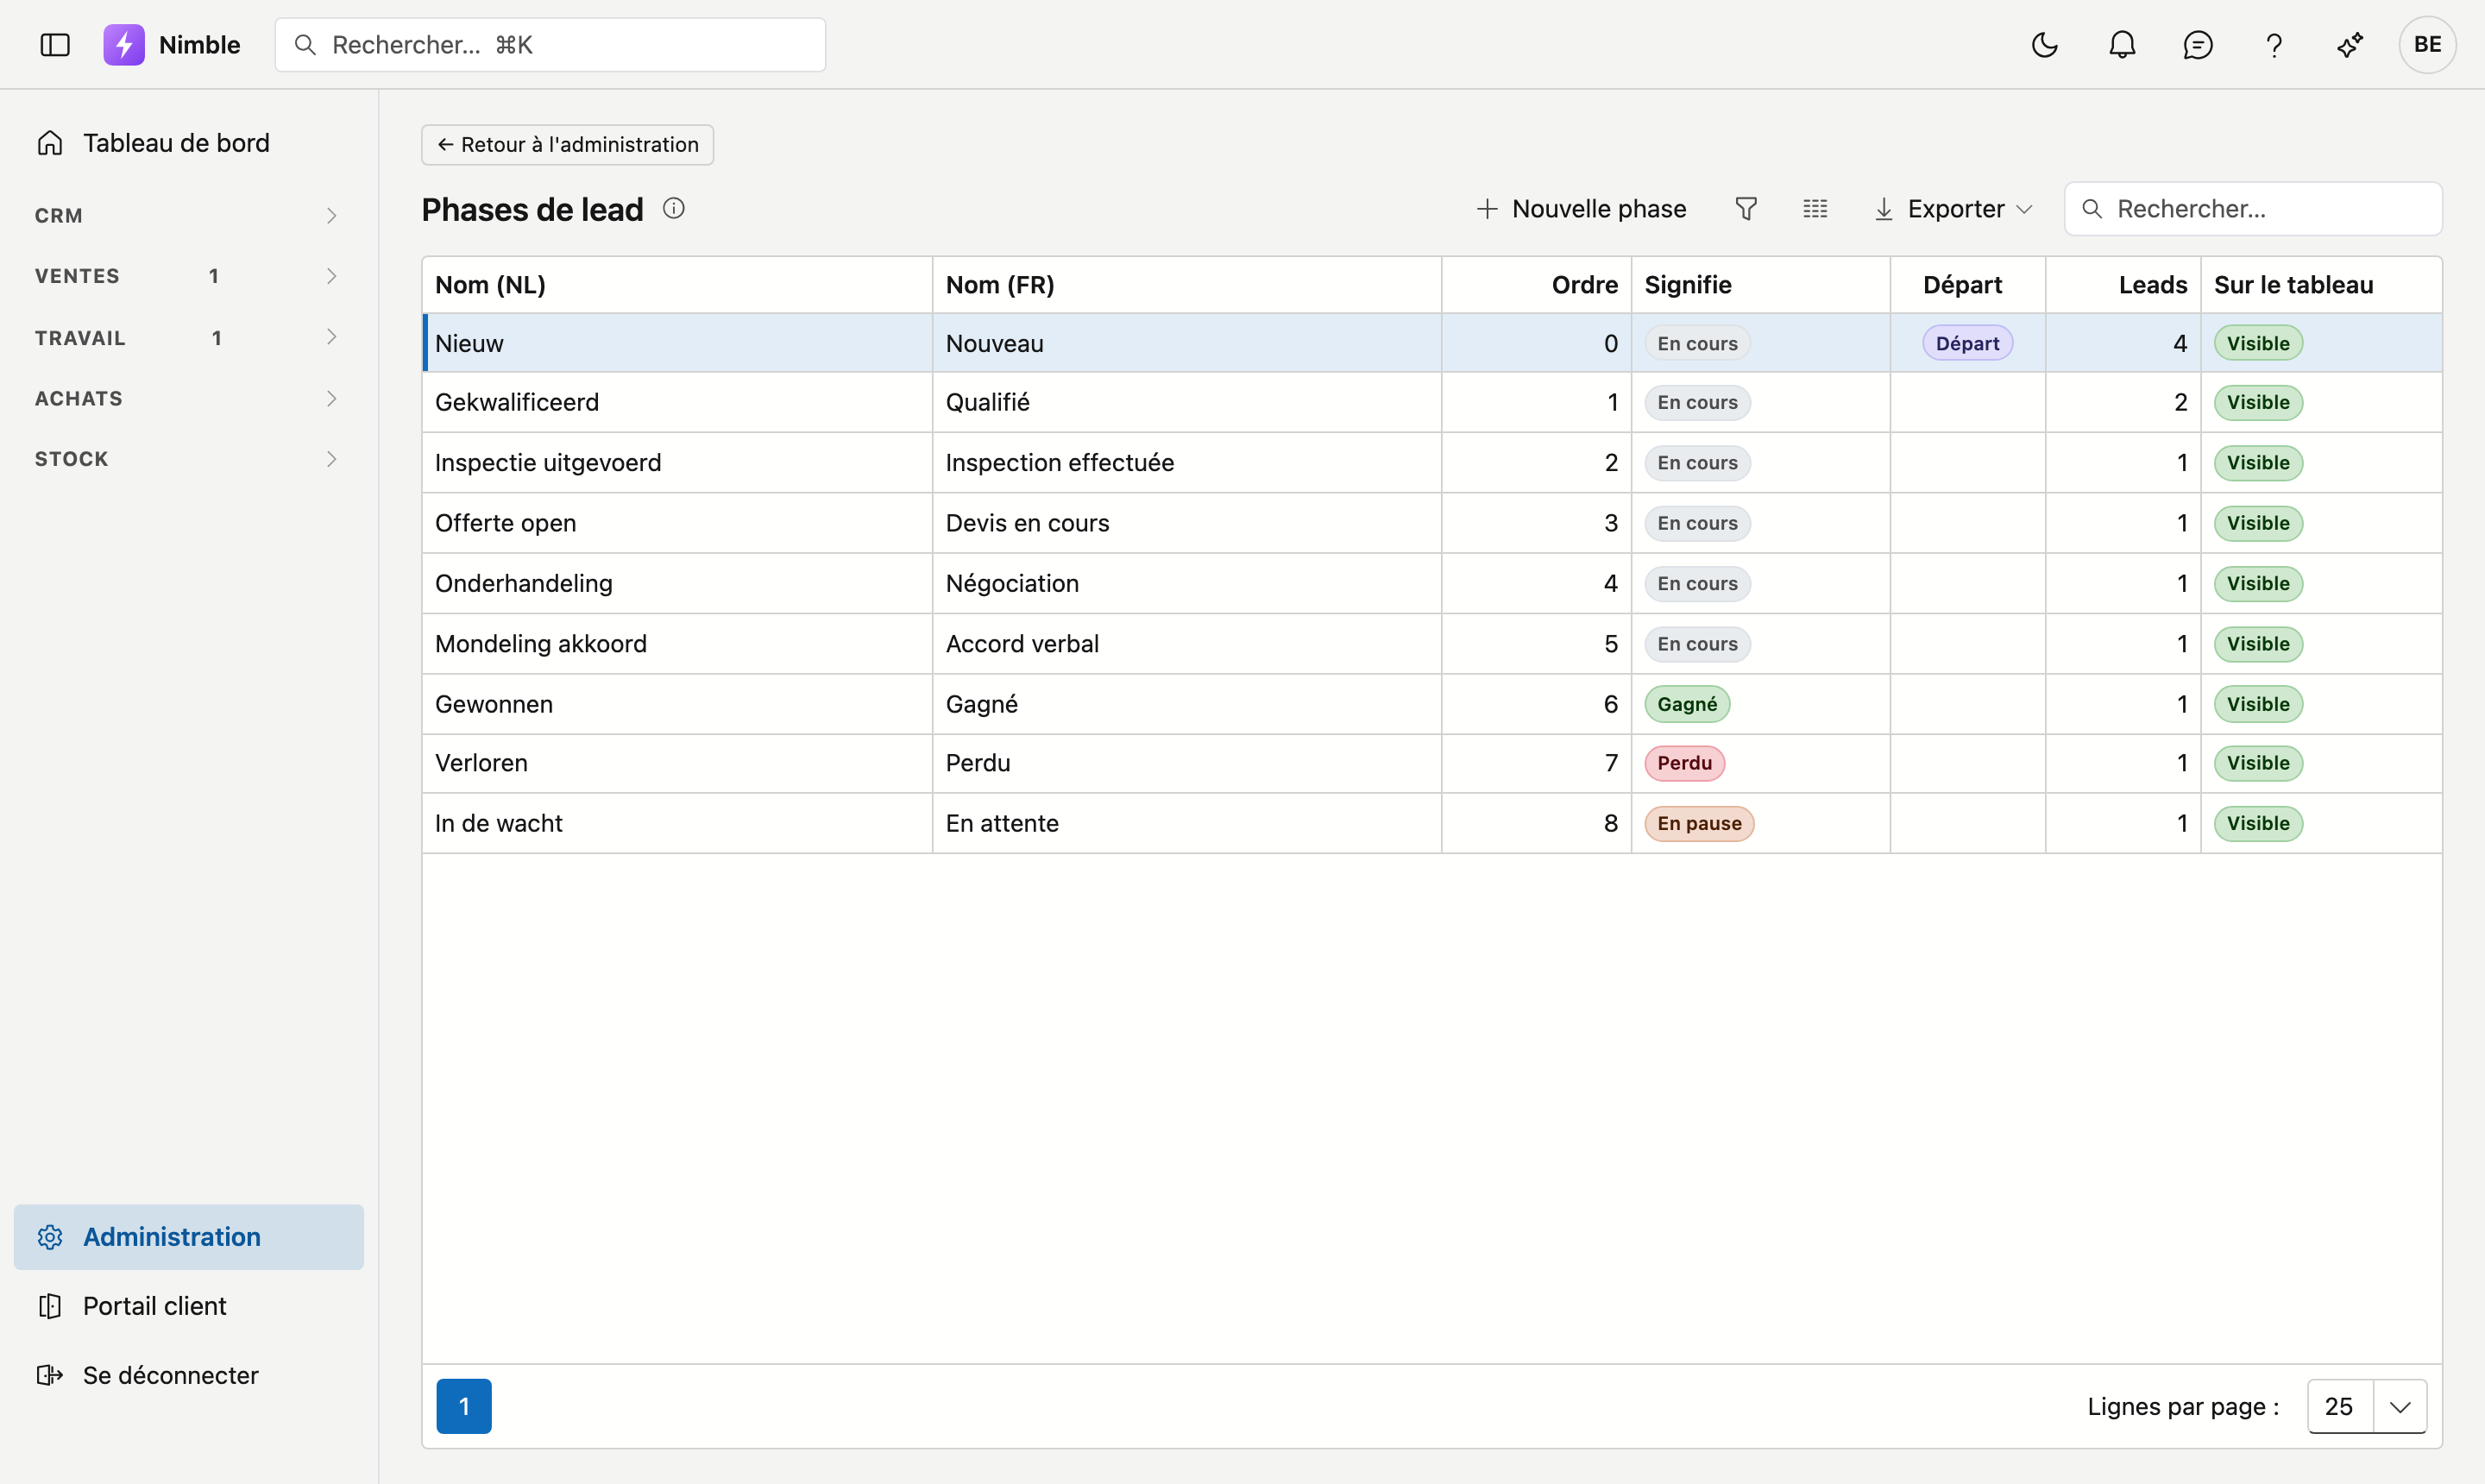 Nimble
Rechercher... ⌘K
BE
Tableau de bord
CRM
VENTES 1
TRAVAIL 1
ACHATS
STOCK
Administration
Portail client
Se déconnecter
← Retour à l'administration
Phases de lead
Nouvelle phase
Exporter
Rechercher...
Nom (NL) Nom (FR) Ordre Signifie Départ Leads Sur le tableau
Nieuw Nouveau 0 En cours Départ 4 Visible
Gekwalificeerd Qualifié 1 En cours 2 Visible
Inspectie uitgevoerd Inspection effectuée 2 En cours 1 Visible
Offerte open Devis en cours 3 En cours 1 Visible
Onderhandeling Négociation 4 En cours 1 Visible
Mondeling akkoord Accord verbal 5 En cours 1 Visible
Gewonnen Gagné 6 Gagné 1 Visible
Verloren Perdu 7 Perdu 1 Visible
In de wacht En attente 8 En pause 1 Visible
1
Lignes par page : 25